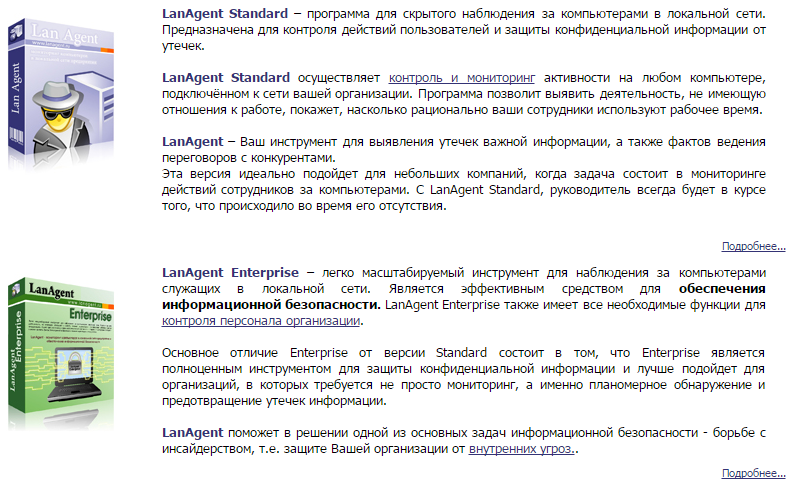 Lan Agent
www.lanagent.ru
Lan Agent
LanAgent Standard – программа для скрытого наблюдения за компьютерами в локальной сети.
Предназначена для контроля действий пользователей и защиты конфиденциальной информации от
утечек.
LanAgent Standard осуществляет контроль и мониторинг активности на любом компьютере,
подключённом к сети вашей организации. Программа позволит выявить деятельность, не имеющую
отношения к работе, покажет, насколько рационально ваши сотрудники используют рабочее время.
LanAgent – Ваш инструмент для выявления утечек важной информации, а также фактов ведения
переговоров с конкурентами.
Эта версия идеально подойдет для небольших компаний, когда задача состоит в мониторинге
действий сотрудников за компьютерами. С LanAgent Standard, руководитель всегда будет в курсе
того, что происходило во время его отсутствия.
Подробнее...
LanAgent
Enterprise
LanAgent Enterprise
LanAgent Enterprise – легко масштабируемый инструмент для наблюдения за компьютерами
служащих в локальной сети. Является эффективным средством для обеспечения
информационной безопасности. LanAgent Enterprise также имеет все необходимые функции для
контроля персонала организации.
Основное отличие Enterprise от версии Standard состоит в том, что Enterprise является
полноценным инструментом для защиты конфиденциальной информации и лучше подойдет для
организаций, в которых требуется не просто мониторинг, а именно планомерное обнаружение и
предотвращение утечек информации.
LanAgent поможет в решении одной из основных задач информационной безопасности - борьбе с
инсайдерством, т.е. защите Вашей организации от внутренних угроз..
Подробнее...